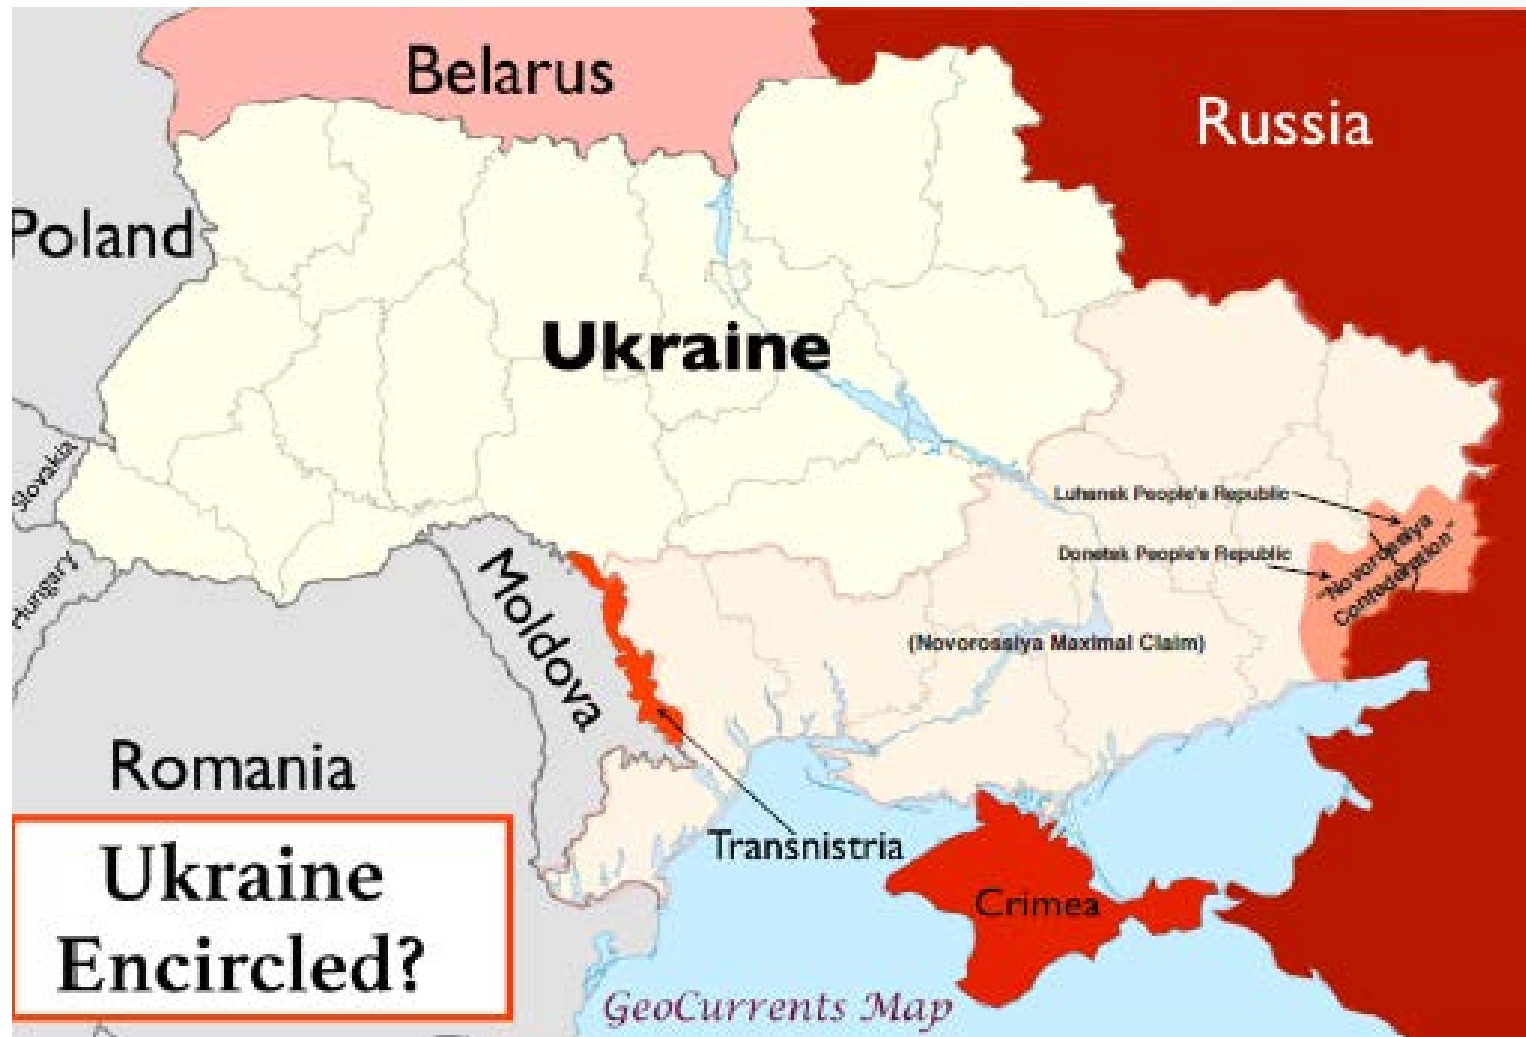 Belarus
Russia
Poland
Ukraine
Slovakia
Luhansk People's Republic
Donetsk People's Republic
"Novorossiya
Confederation"
Hungary
Moldova
(Novorossiya Maximal Claim)
Romania
Transnistria
Crimea
Ukraine
Encircled?
GeoCurrents Map